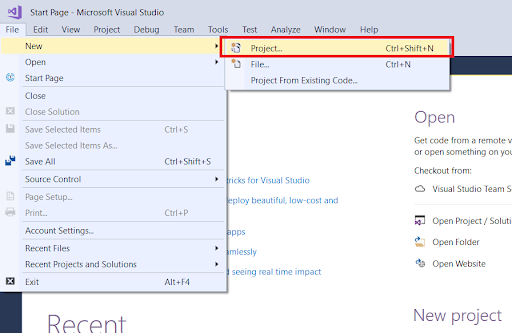 Start Page - Microsoft Visual Studio
File Edit View Project Debug Team Tools Test Analyze Window Help
New
Project... Ctrl+Shift+N
Open
File... Ctrl+N
Start Page
Project From Existing Code...
Close
Close Solution
Save Selected Items Ctrl+S
Save Selected Items As...
Save All Ctrl+Shift+S
Source Control
Page Setup...
Print... Ctrl+P
Account Settings...
Recent Files
Recent Projects and Solutions
Exit Alt+F4
tricks for Visual Studio
deploy beautiful, low-cost and
apps
seamlessly
nd seeing real time impact
Recent
Open
Get code from a remote v
or open something on you
Checkout from:
Visual Studio Team S
Open Project / Solutio
Open Folder
Open Website
New project